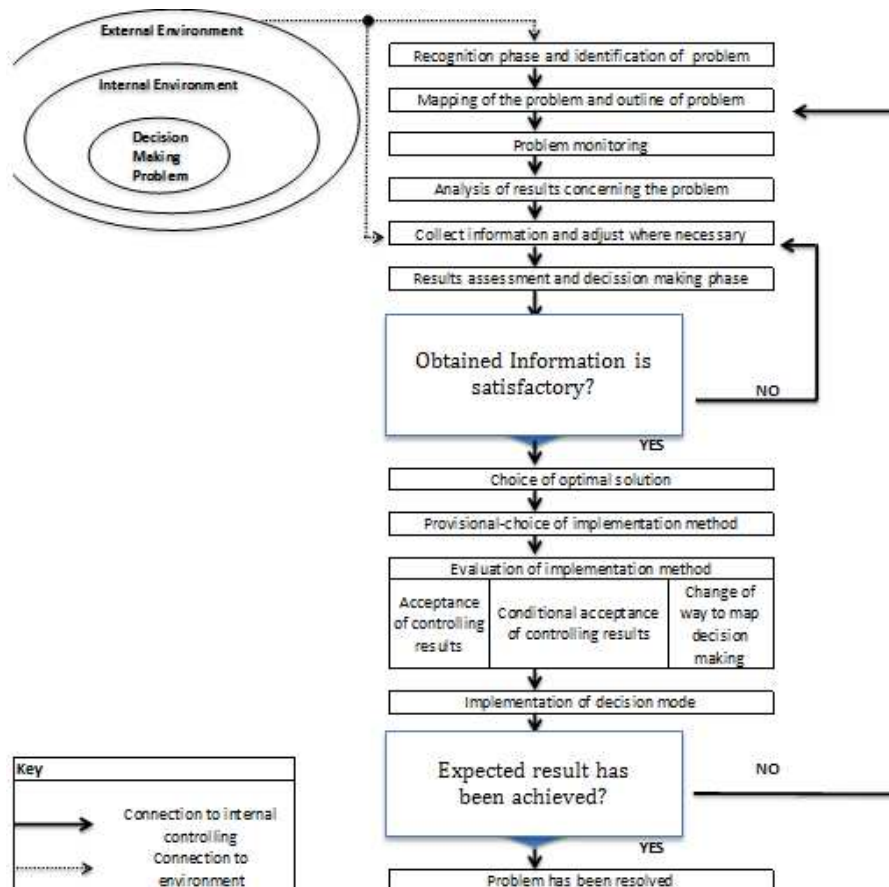 External Environment
Internal Environment
Decision
Making
Problem
Recognition phase and identification of problem
Mapping of the problem and outline of problem
Problem monitoring
Analysis of results concerning the problem
Collect information and adjust where necessary
Results assessment and decission making phase
Obtained Information is
satisfactory?
NO
YES
Choice of optimal solution
Provisional-choice of implementation method
Evaluation of implementation method
Acceptance
of controlling
results
Conditional acceptance
of controlling results
Change of
way to map
decision
making
Implementation of decision mode
Expected result has
been achieved?
NO
YES
Problem has been resolved
Key
Connection to internal
controlling
Connection to
environment